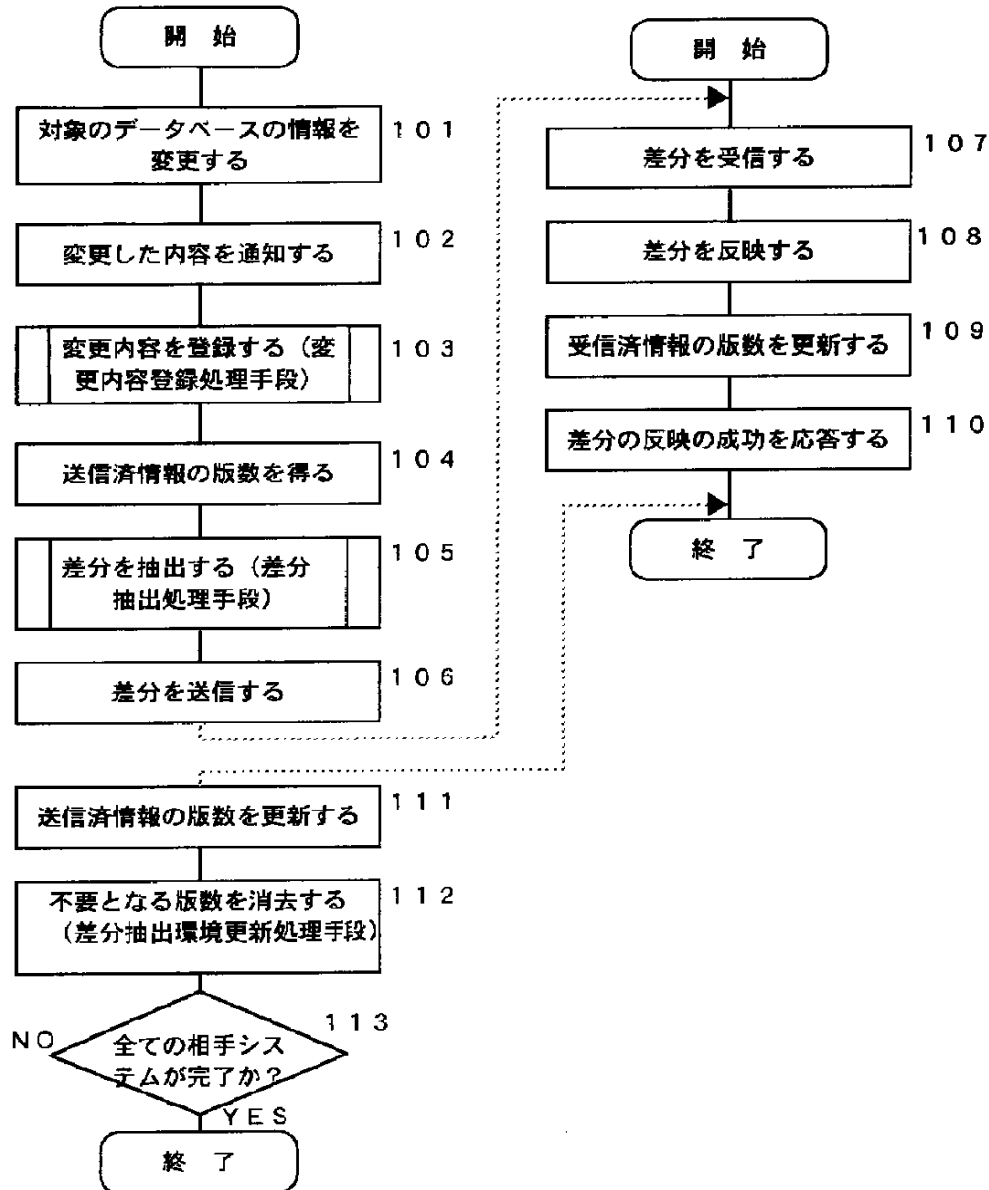 開 始
対象のデータベースの情報を
変更する
101
変更した内容を通知する
102
変更内容を登録する（変
更内容登録処理手段）
103
送信済情報の版数を得る
104
差分を抽出する（差分
抽出処理手段）
105
差分を送信する
106
送信済情報の版数を更新する
111
不要となる版数を消去する
（差分抽出環境更新処理手段）
112
全ての相手シス
テムが完了か？
113
NO
YES
終 了
開 始
差分を受信する
107
差分を反映する
108
受信済情報の版数を更新する
109
差分の反映の成功を応答する
110
終 了